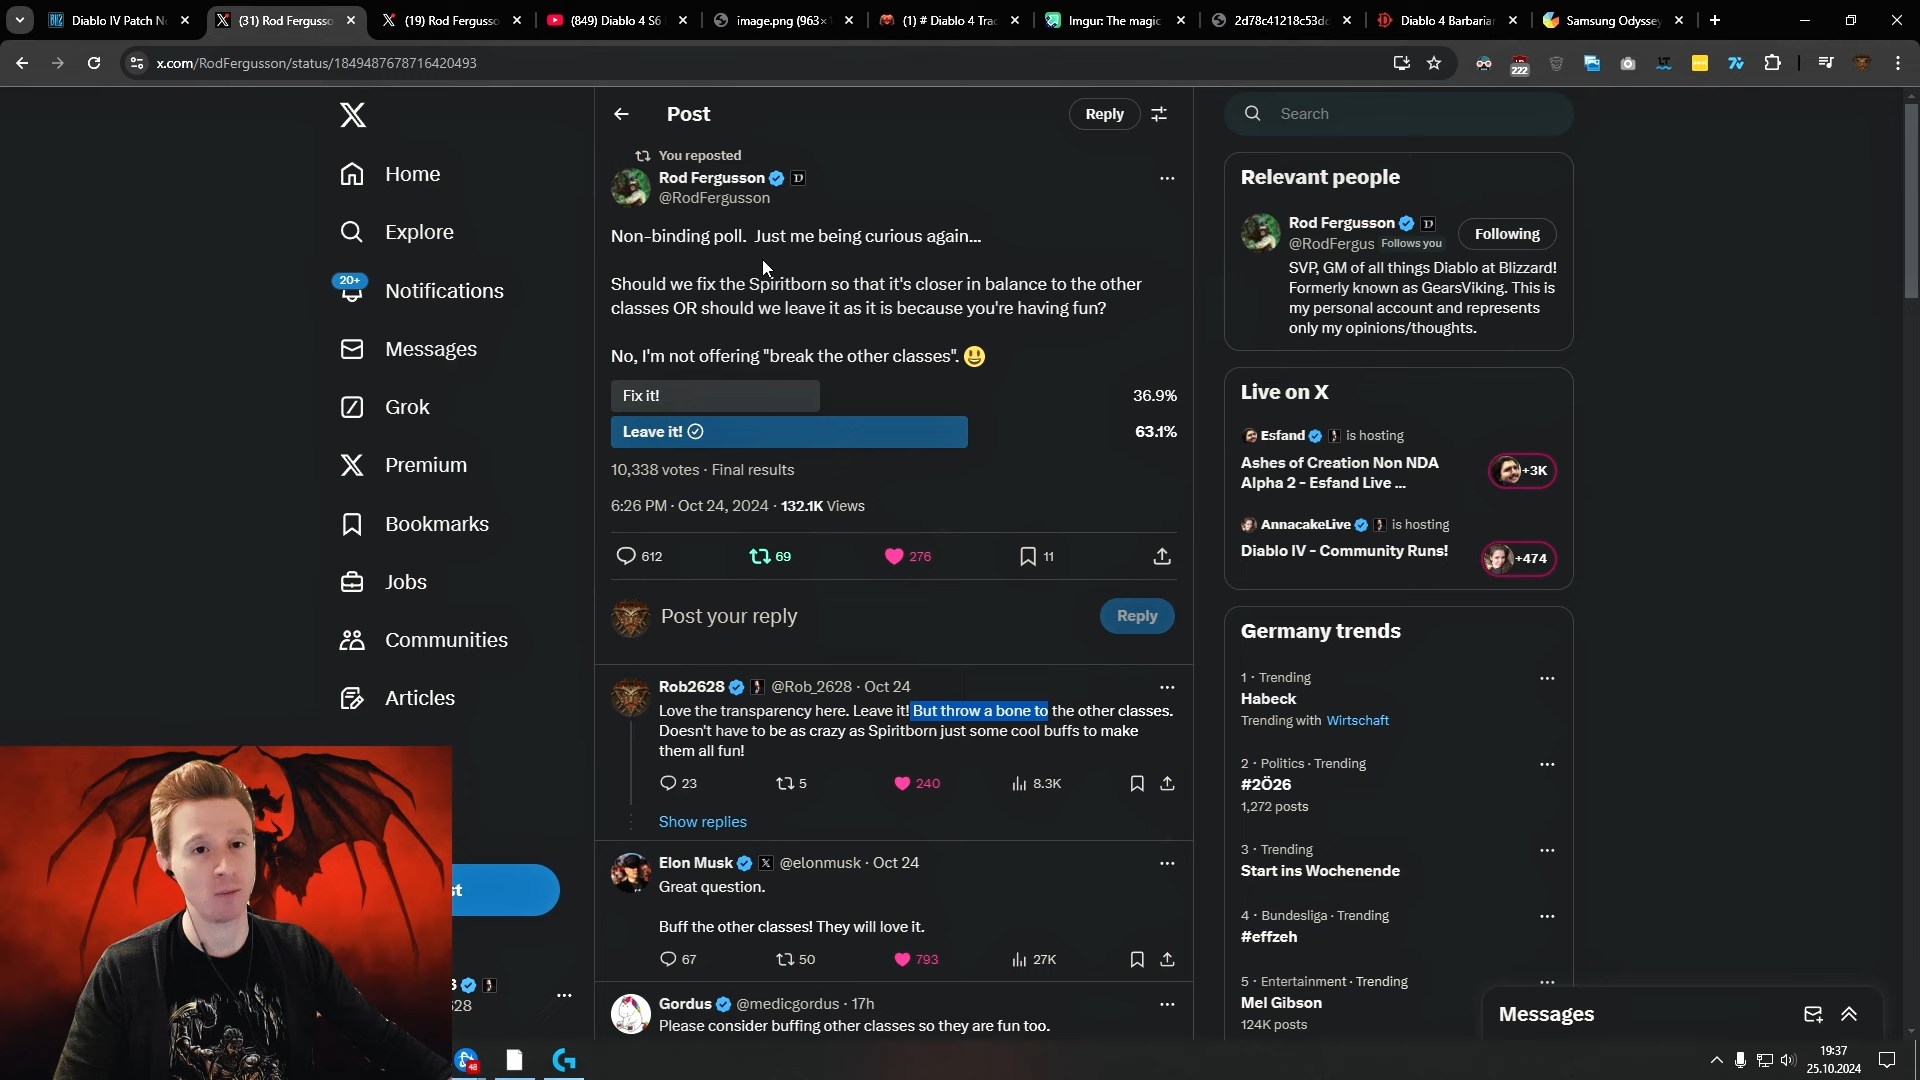 Diablo IV Patch N
(31) Rod Fergusso
(19) Rod Fergusso
(849) Diablo 4 S6
image.png (963×
(1) # Diablo 4 Tra
Imgur: The magic
2d78c41218c53d
Diablo 4 Barbaria
Samsung Odysse
x.com/RodFergusson/status/1849487678716420493
222
Home
Explore
20+
Notifications
Messages
Grok
Premium
Bookmarks
Jobs
Communities
Articles
Post
Reply
You reposted
Rod Fergusson
@RodFergusson
Non-binding poll. Just me being curious again...
Should we fix the Spiritborn so that it's closer in balance to the other
classes OR should we leave it as it is because you're having fun?
No, I'm not offering "break the other classes". 😃
Fix it! 36.9%
Leave it! 63.1%
10,338 votes · Final results
6:26 PM · Oct 24, 2024 · 132.1K Views
612 69 276 11
Post your reply
Reply
Rob2628 @Rob_2628 · Oct 24
Love the transparency here. Leave it! But throw a bone to the other classes.
Doesn't have to be as crazy as Spiritborn just some cool buffs to make
them all fun!
23 5 240 8.3K
Show replies
Elon Musk @elonmusk · Oct 24
Great question.
Buff the other classes! They will love it.
67 50 793 27K
Gordus @medicgordus · 17h
Please consider buffing other classes so they are fun too.
Search
Relevant people
Rod Fergusson
@RodFergus Follows you
Following
SVP, GM of all things Diablo at Blizzard!
Formerly known as GearsViking. This is
my personal account and represents
only my opinions/thoughts.
Live on X
Esfand is hosting
Ashes of Creation Non NDA
Alpha 2 - Esfand Live ...
+3K
AnnacakeLive is hosting
Diablo IV - Community Runs!
+474
Germany trends
1 · Trending
Habeck
Trending with Wirtschaft
2 · Politics · Trending
#2Ö26
1,272 posts
3 · Trending
Start ins Wochenende
4 · Bundesliga · Trending
#effzeh
5 · Entertainment · Trending
Mel Gibson
124K posts
Messages
st
8
628
48
19:37
25.10.2024